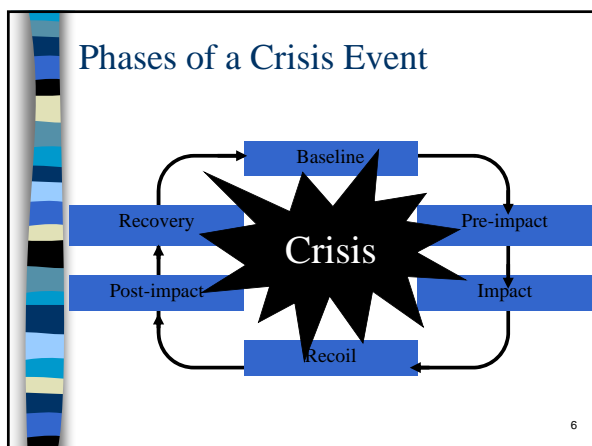 Phases of a Crisis Event
Baseline
Recovery
Pre-impact
Crisis
Post-impact
Impact
Recoil
6